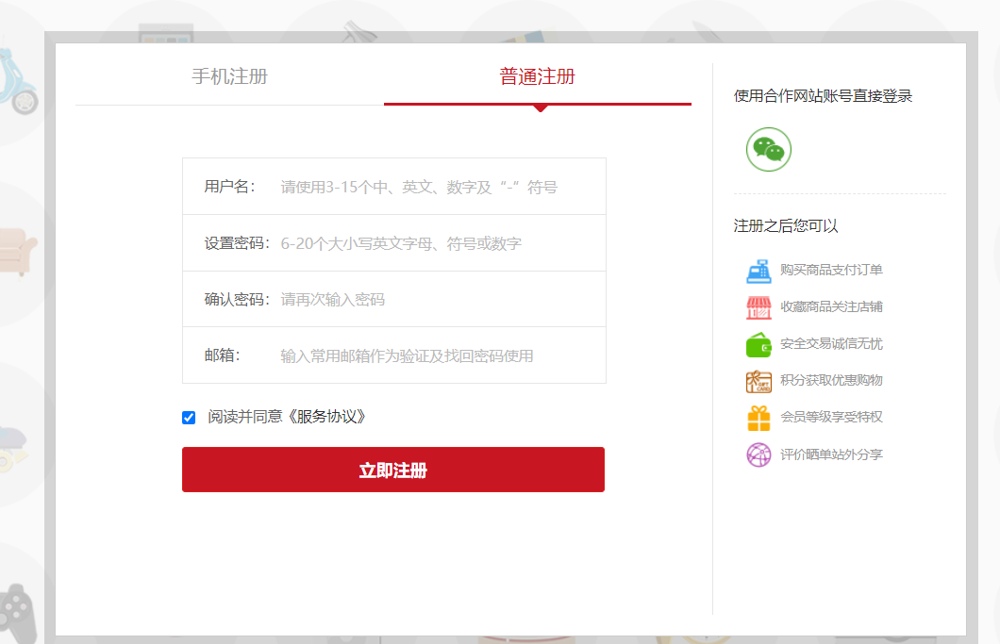 手机注册
普通注册
用户名：
请使用3-15个中、英文、数字及“-”符号
设置密码：
6-20个大小写英文字母、符号或数字
确认密码：
请再次输入密码
邮箱：
输入常用邮箱作为验证及找回密码使用
阅读并同意《服务协议》
立即注册
使用合作网站账号直接登录
注册之后您可以
购买商品支付订单
收藏商品关注店铺
安全交易诚信无忧
积分获取优惠购物
会员等级享受特权
评价晒单站外分享